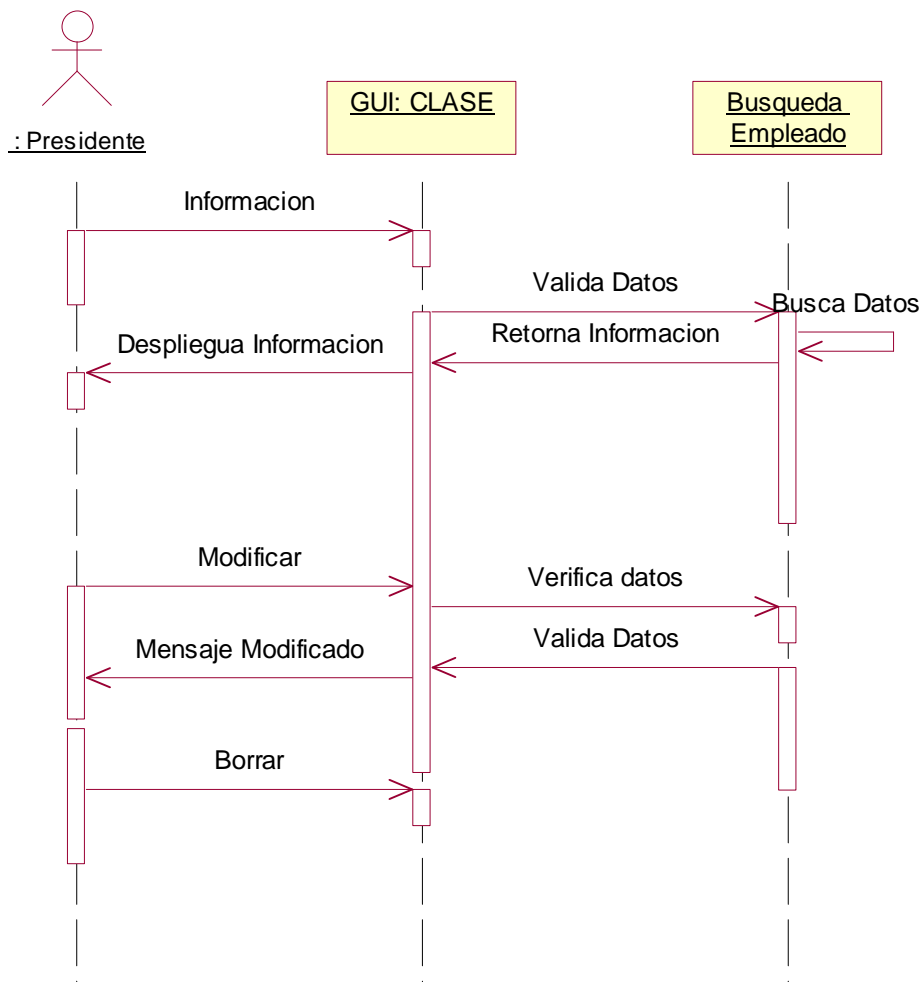 : Presidente
GUI: CLASE
Busqueda
Empleado
Informacion
Valida Datos
Busca Datos
Retorna Informacion
Despliegua Informacion
Modificar
Verifica datos
Valida Datos
Mensaje Modificado
Borrar